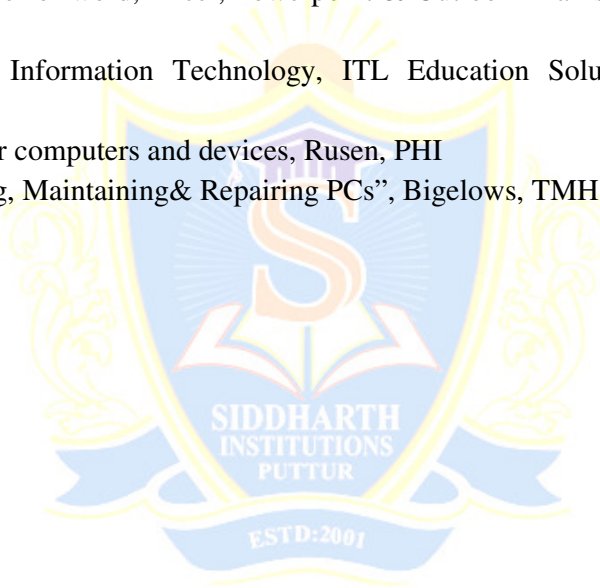 Information Technology, ITL Education Solu
r computers and devices, Rusen, PHI
g, Maintaining& Repairing PCs”, Bigelows, TMH
S
SIDDHARTH
INSTITUTIONS
PUTTUR
ESTD:2001